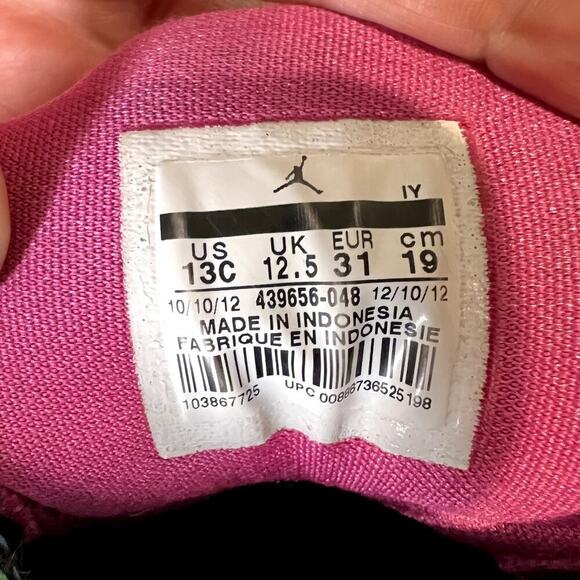 IY
US UK EUR cm
13C 12.5 31 19
10/10/12 439656-048 12/10/12
MADE IN INDONESIA
FABRIQUE EN INDONESIE
103867725 UPC 00886736525198